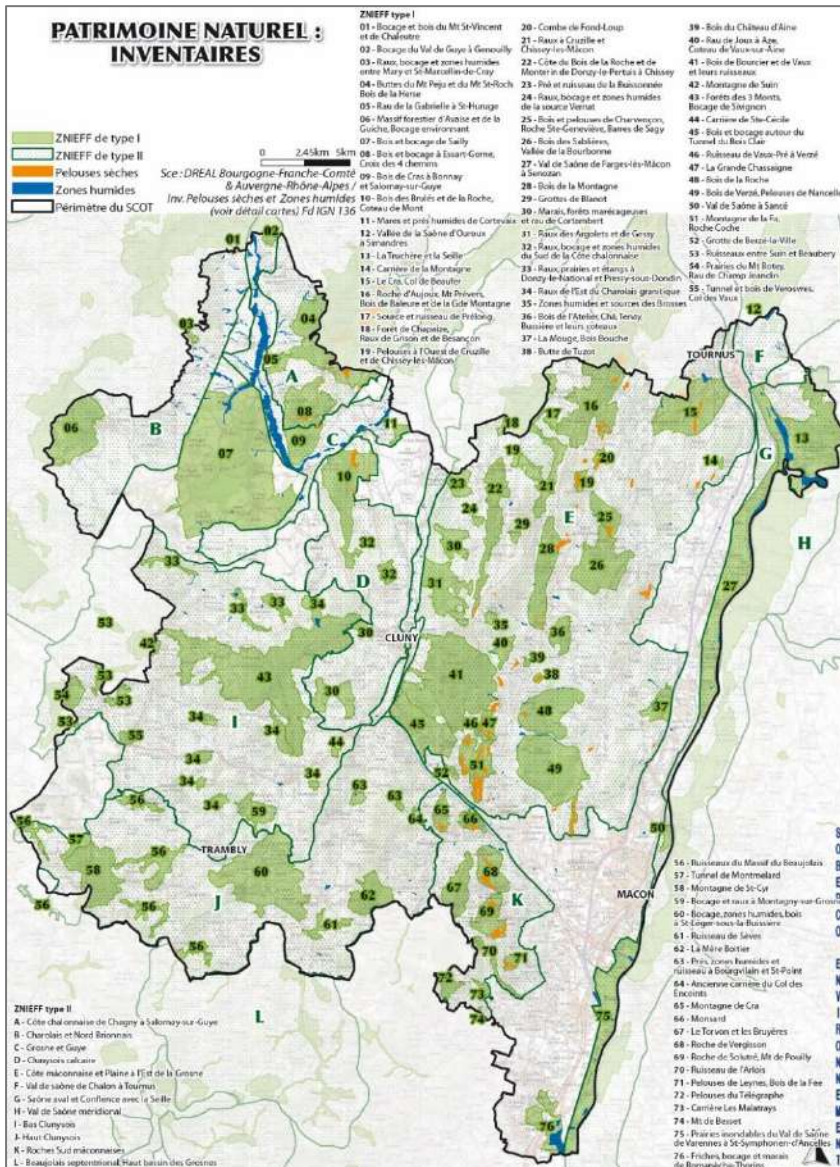 PATRIMOINE NATUREL :
INVENTAIRES
ZNIEFF de type I
ZNIEFF de type II
Pelouses sèches
Zones humides
Périmètre du SCOT
0 2.45km 5km
Sce : DREAL Bourgogne-Franche-Comté
& Auvergne-Rhône-Alpes /
Inv. Pelouses sèches et Zones humides
(voir détail cartes) Fd IGN 136
ZNIEFF type I
01 - Bocage et bois du Mt St-Vincent
et de Chaleutre
02 - Bocage du Val de Guye à Genouilly
03 - Raux, bocage et zones humides
entre Mary et St-Marcellin-de-Cray
04 - Buttes du Mt Peju et du Mt St-Roch
Bois de la Herse
05 - Rau de la Gabrielle à St-Huruge
06 - Massif forestier d'Avaise et de la
Guiche, Bocage environnant
07 - Bois et bocage de Sailly
08 - Bois et bocage à Essart-Gorne,
Croix des 4 chemins
09 - Bois de Cras à Bonnay
et Salornay-sur-Guye
10 - Bois des Brulés et de la Roche,
Coteau de Mont
11 - Mares et prés humides de Cortevaix
12 - Vallée de la Saône d'Ouroux
à Simandres
13 - La Truchère et la Seille
14 - Carrière de la Montagne
15 - Le Cra, Col de Beaufer
16 - Roche d'Aujoux, Mt Prévers,
Bois de Baleure et de la Gde Montagne
17 - Source et ruisseau de Prélong,
18 - Forêt de Chapaize,
Raux de Grison et de Besançon
19 - Pelouses à l'Ouest de Cruzille
et de Chissey-lès-Mâcon
20 - Combe de Fond-Loup
21 - Raux à Cruzille et
Chissey-les-Mâcon
22 - Côte du Bois de la Roche et de
Monterin de Donzy-le-Pertuis à Chissey
23 - Pré et ruisseau de la Buissonnée
24 - Raux, bocage et zones humides
de la source Vernat
25 - Bois et pelouses de Charvençon,
Roche Ste-Geneviève, Barres de Sagy
26 - Bois des Sablières,
Vallée de la Bourbonne
27 - Val de Saône de Farges-lès-Mâcon
à Senozan
28 - Bois de la Montagne
29 - Grottes de Blanot
30 - Marais, forêts marécageuses
et rau de Cortambert
31 - Raux des Argolets et de Gessy
32 - Raux, bocage et zones humides
du Sud de la Côte châlonnaise
33 - Raux, prairies et étangs à
Donzy-le-National et Pressy-sous-Dondin
34 - Raux de l'Est du Charolais granitique
35 - Zones humides et sources des Brosses
36 - Bois de l'Atelier, Châ, Tenay,
Bussière et leurs coteaux
37 - La Mouge, Bois Bouche
38 - Butte de Tuzot
39 - Bois du Château d'Aine
40 - Rau de Joux à Aze,
Coteau de Vaux-sur-Aine
41 - Bois de Bourcier et de Vaux
et leurs ruisseaux
42 - Montagne de Suin
43 - Forêts des 3 Monts,
Bocage de Sivignon
44 - Carrière de Ste-Cécile
45 - Bois et bocage autour du
Tunnel du Bois Clair
46 - Ruisseau de Vaux-Pré à Verzé
47 - La Grande Chassaigne
48 - Bois de la Roche
49 - Bois de Verzé, Pelouses de Nancelle
50 - Val de Saône à Sancé
51 - Montagne de la Fa,
Roche Coche
52 - Grotte de Berzé-la-Ville
53 - Ruisseaux entre Suin et Beaubery
54 - Prairies du Mt Botey,
Rau de Champ Jeandin
55 - Tunnel et bois de Verosvres,
Col des Vaux
TOURNUS
CLUNY
TRAMBLY
MACON
A
B
C
D
E
F
G
H
I
J
K
L
56 - Ruisseaux du Massif du Beaujolais
57 - Tunnel de Montmelard
58 - Montagne de St-Cyr
59 - Bocage et raux à Montagny-sur-Grosne
60 - Bocage, zones humides, bois
à St-Léger-sous-la-Bussière
61 - Ruisseau de Sèves
62 - La Mère Boitier
63 - Prés, zones humides et
ruisseau à Bourgvilain et St-Point
64 - Ancienne carrière du Col des
Enceints
65 - Montagne de Cra
66 - Monsard
67 - Le Torvon et les Bruyères
68 - Roche de Vergisson
69 - Roche de Solutré, Mt de Pouilly
70 - Ruisseau de l'Arlois
71 - Pelouses de Leynes, Bois de la Fee
72 - Pelouses du Télégraphe
73 - Carrière Les Malatrays
74 - Mt de Besset
75 - Prairies inondables du Val de Saône
de Varennes à St-Symphorien-d'Ancelles
76 - Friches, bocage et marais
de Romanèche-Thorins
ZNIEFF type II
A - Côte chalonnaise de Chagny à Salornay-sur-Guye
B - Charolais et Nord Brionnais
C - Grosne et Guye
D - Clunysois calcaire
E - Côte mâconnaise et Plaine à l'Est de la Grosne
F - Val de saône de Chalon à Tournus
G - Saône aval et Confluence avec la Seille
H - Val de Saône méridional
I - Bas Clunysois
J - Haut Clunysois
K - Roches Sud mâconnaises
L - Beaujolais septentrional, Haut bassin des Grosnes